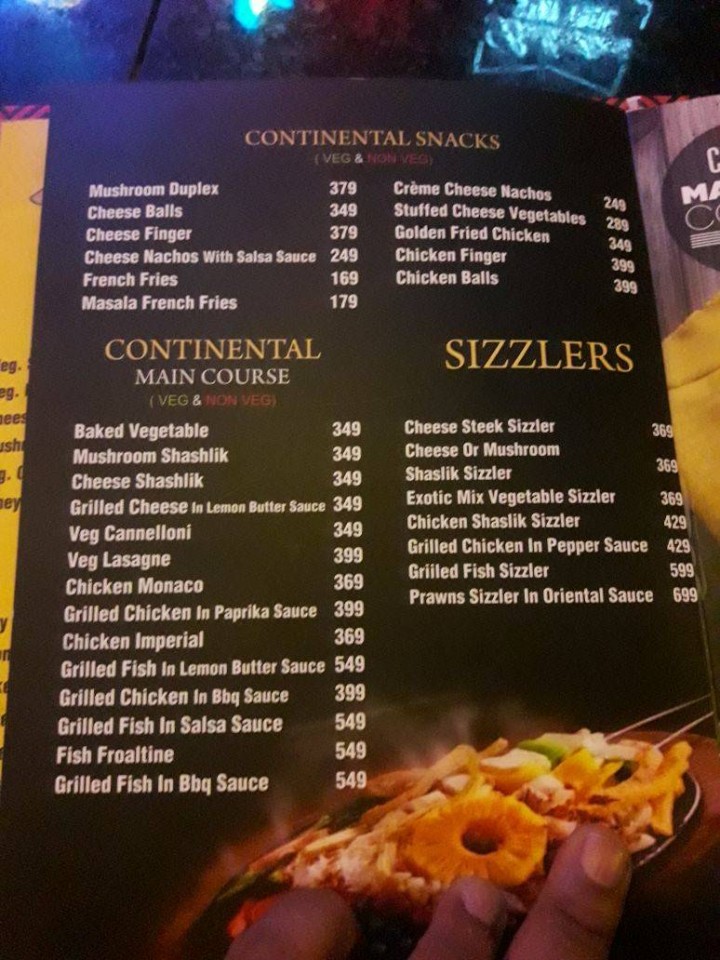 CONTINENTAL SNACKS
( VEG & NON VEG)
Mushroom Duplex 379
Cheese Balls 349
Cheese Finger 379
Cheese Nachos With Salsa Sauce 249
French Fries 169
Masala French Fries 179
Crème Cheese Nachos 249
Stuffed Cheese Vegetables 289
Golden Fried Chicken 349
Chicken Finger 399
Chicken Balls 399
CONTINENTAL
MAIN COURSE
( VEG & NON VEG)
Baked Vegetable 349
Mushroom Shashlik 349
Cheese Shashlik 349
Grilled Cheese In Lemon Butter Sauce 349
Veg Cannelloni 349
Veg Lasagne 399
Chicken Monaco 369
Grilled Chicken In Paprika Sauce 399
Chicken Imperial 369
Grilled Fish In Lemon Butter Sauce 549
Grilled Chicken In Bbq Sauce 399
Grilled Fish In Salsa Sauce 549
Fish Froaltine 549
Grilled Fish In Bbq Sauce 549
SIZZLERS
Cheese Steek Sizzler 369
Cheese Or Mushroom
Shaslik Sizzler 369
Exotic Mix Vegetable Sizzler 369
Chicken Shaslik Sizzler 429
Grilled Chicken In Pepper Sauce 429
Griiled Fish Sizzler 599
Prawns Sizzler In Oriental Sauce 699